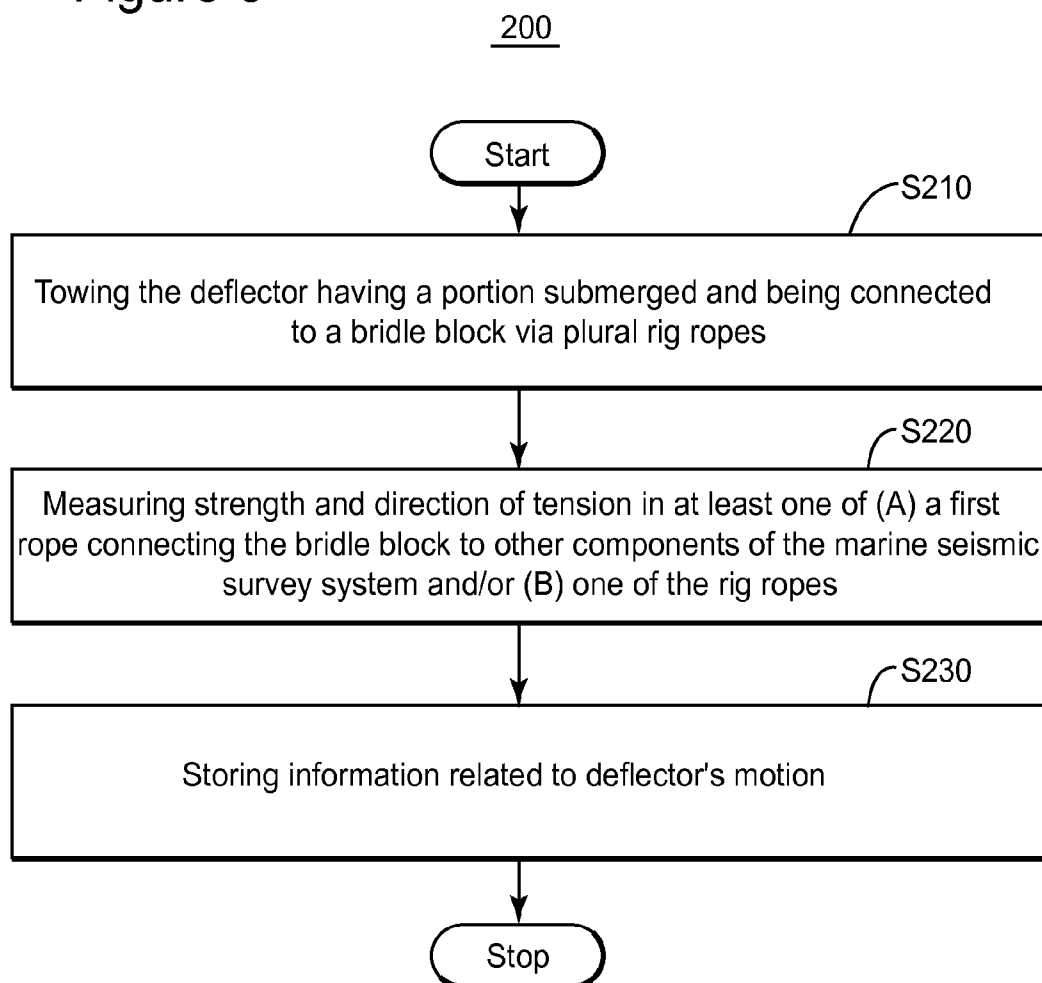 200
Start
S210
Towing the deflector having a portion submerged and being connected
to a bridle block via plural rig ropes
S220
Measuring strength and direction of tension in at least one of (A) a first
rope connecting the bridle block to other components of the marine seismic
survey system and/or (B) one of the rig ropes
S230
Storing information related to deflector's motion
Stop